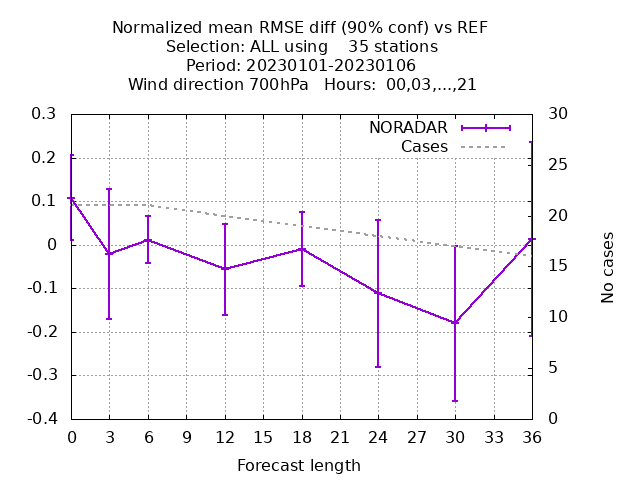 Normalized mean RMSE diff (90% conf) vs REF
Selection: ALL using    35 stations
Period: 20230101-20230106
Wind direction 700hPa   Hours:  00,03,...,21
NORADAR
Cases
0.3
0.2
0.1
0
-0.1
-0.2
-0.3
-0.4
30
25
20
15
10
5
0
No cases
0 3 6 9 12 15 18 21 24 27 30 33 36
Forecast length